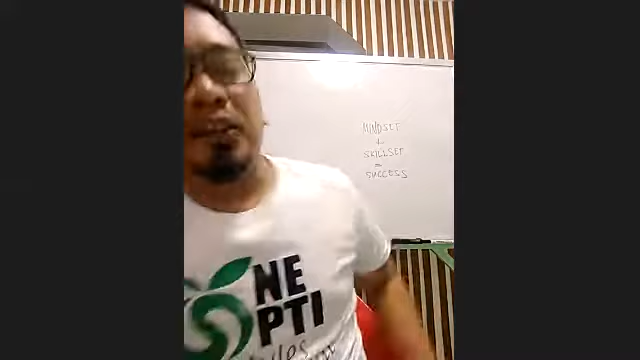 MINDSET
+
SKILLSET
=
SUCCESS
NE
PTI